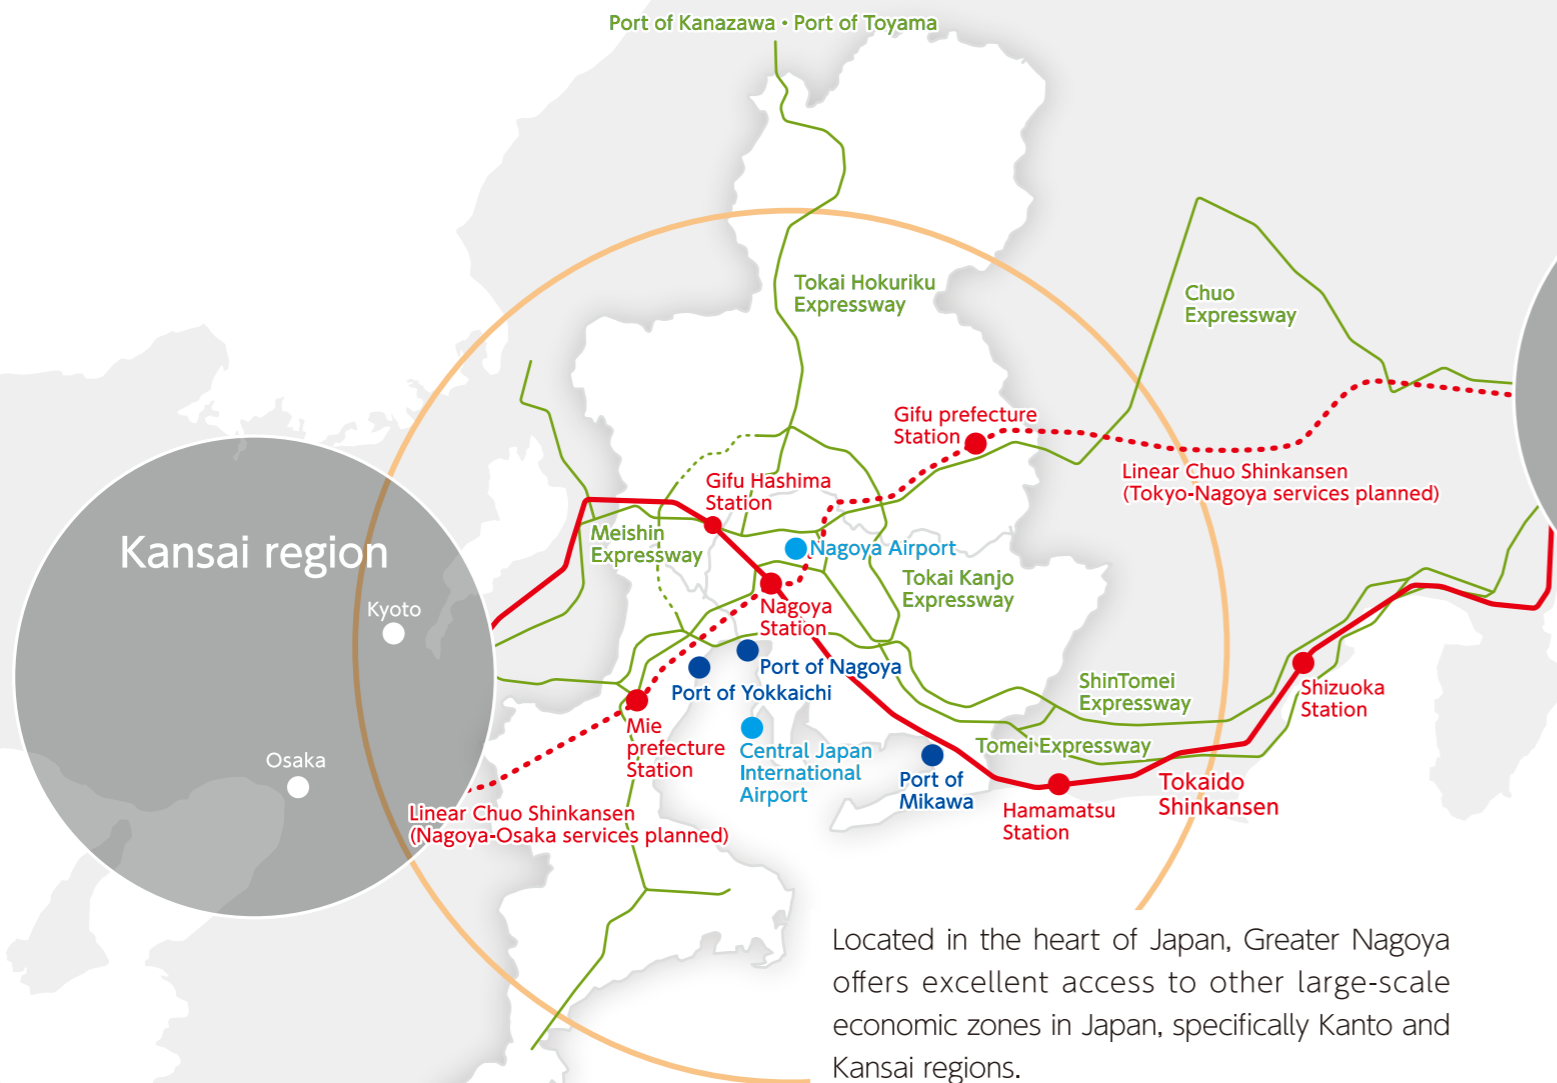 Port of Kanazawa・Port of Toyama
Tokai Hokuriku
Expressway
Chuo
Expressway
Gifu prefecture
Station
Linear Chuo Shinkansen
(Tokyo-Nagoya services planned)
Gifu Hashima
Station
Meishin
Expressway
Nagoya Airport
Kansai region
Tokai Kanjo
Expressway
Kyoto
Nagoya
Station
Port of Nagoya
Port of Yokkaichi
ShinTomei
Expressway
Shizuoka
Station
Mie
prefecture
Station
Central Japan
International
Airport
Tomei Expressway
Osaka
Port of
Mikawa
Tokaido
Shinkansen
Hamamatsu
Station
Linear Chuo Shinkansen
(Nagoya-Osaka services planned)
Located in the heart of Japan, Greater Nagoya
offers excellent access to other large-scale
economic zones in Japan, specifically Kanto and
Kansai regions.